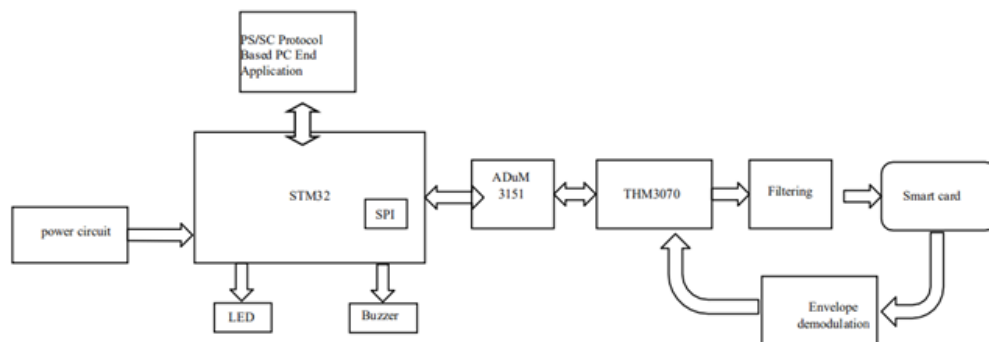 PS/SC Protocol
Based PC End
Application
STM32
SPI
ADuM
3151
THM3070
Filtering
Smart card
power circuit
LED
Buzzer
Envelope
demodulation